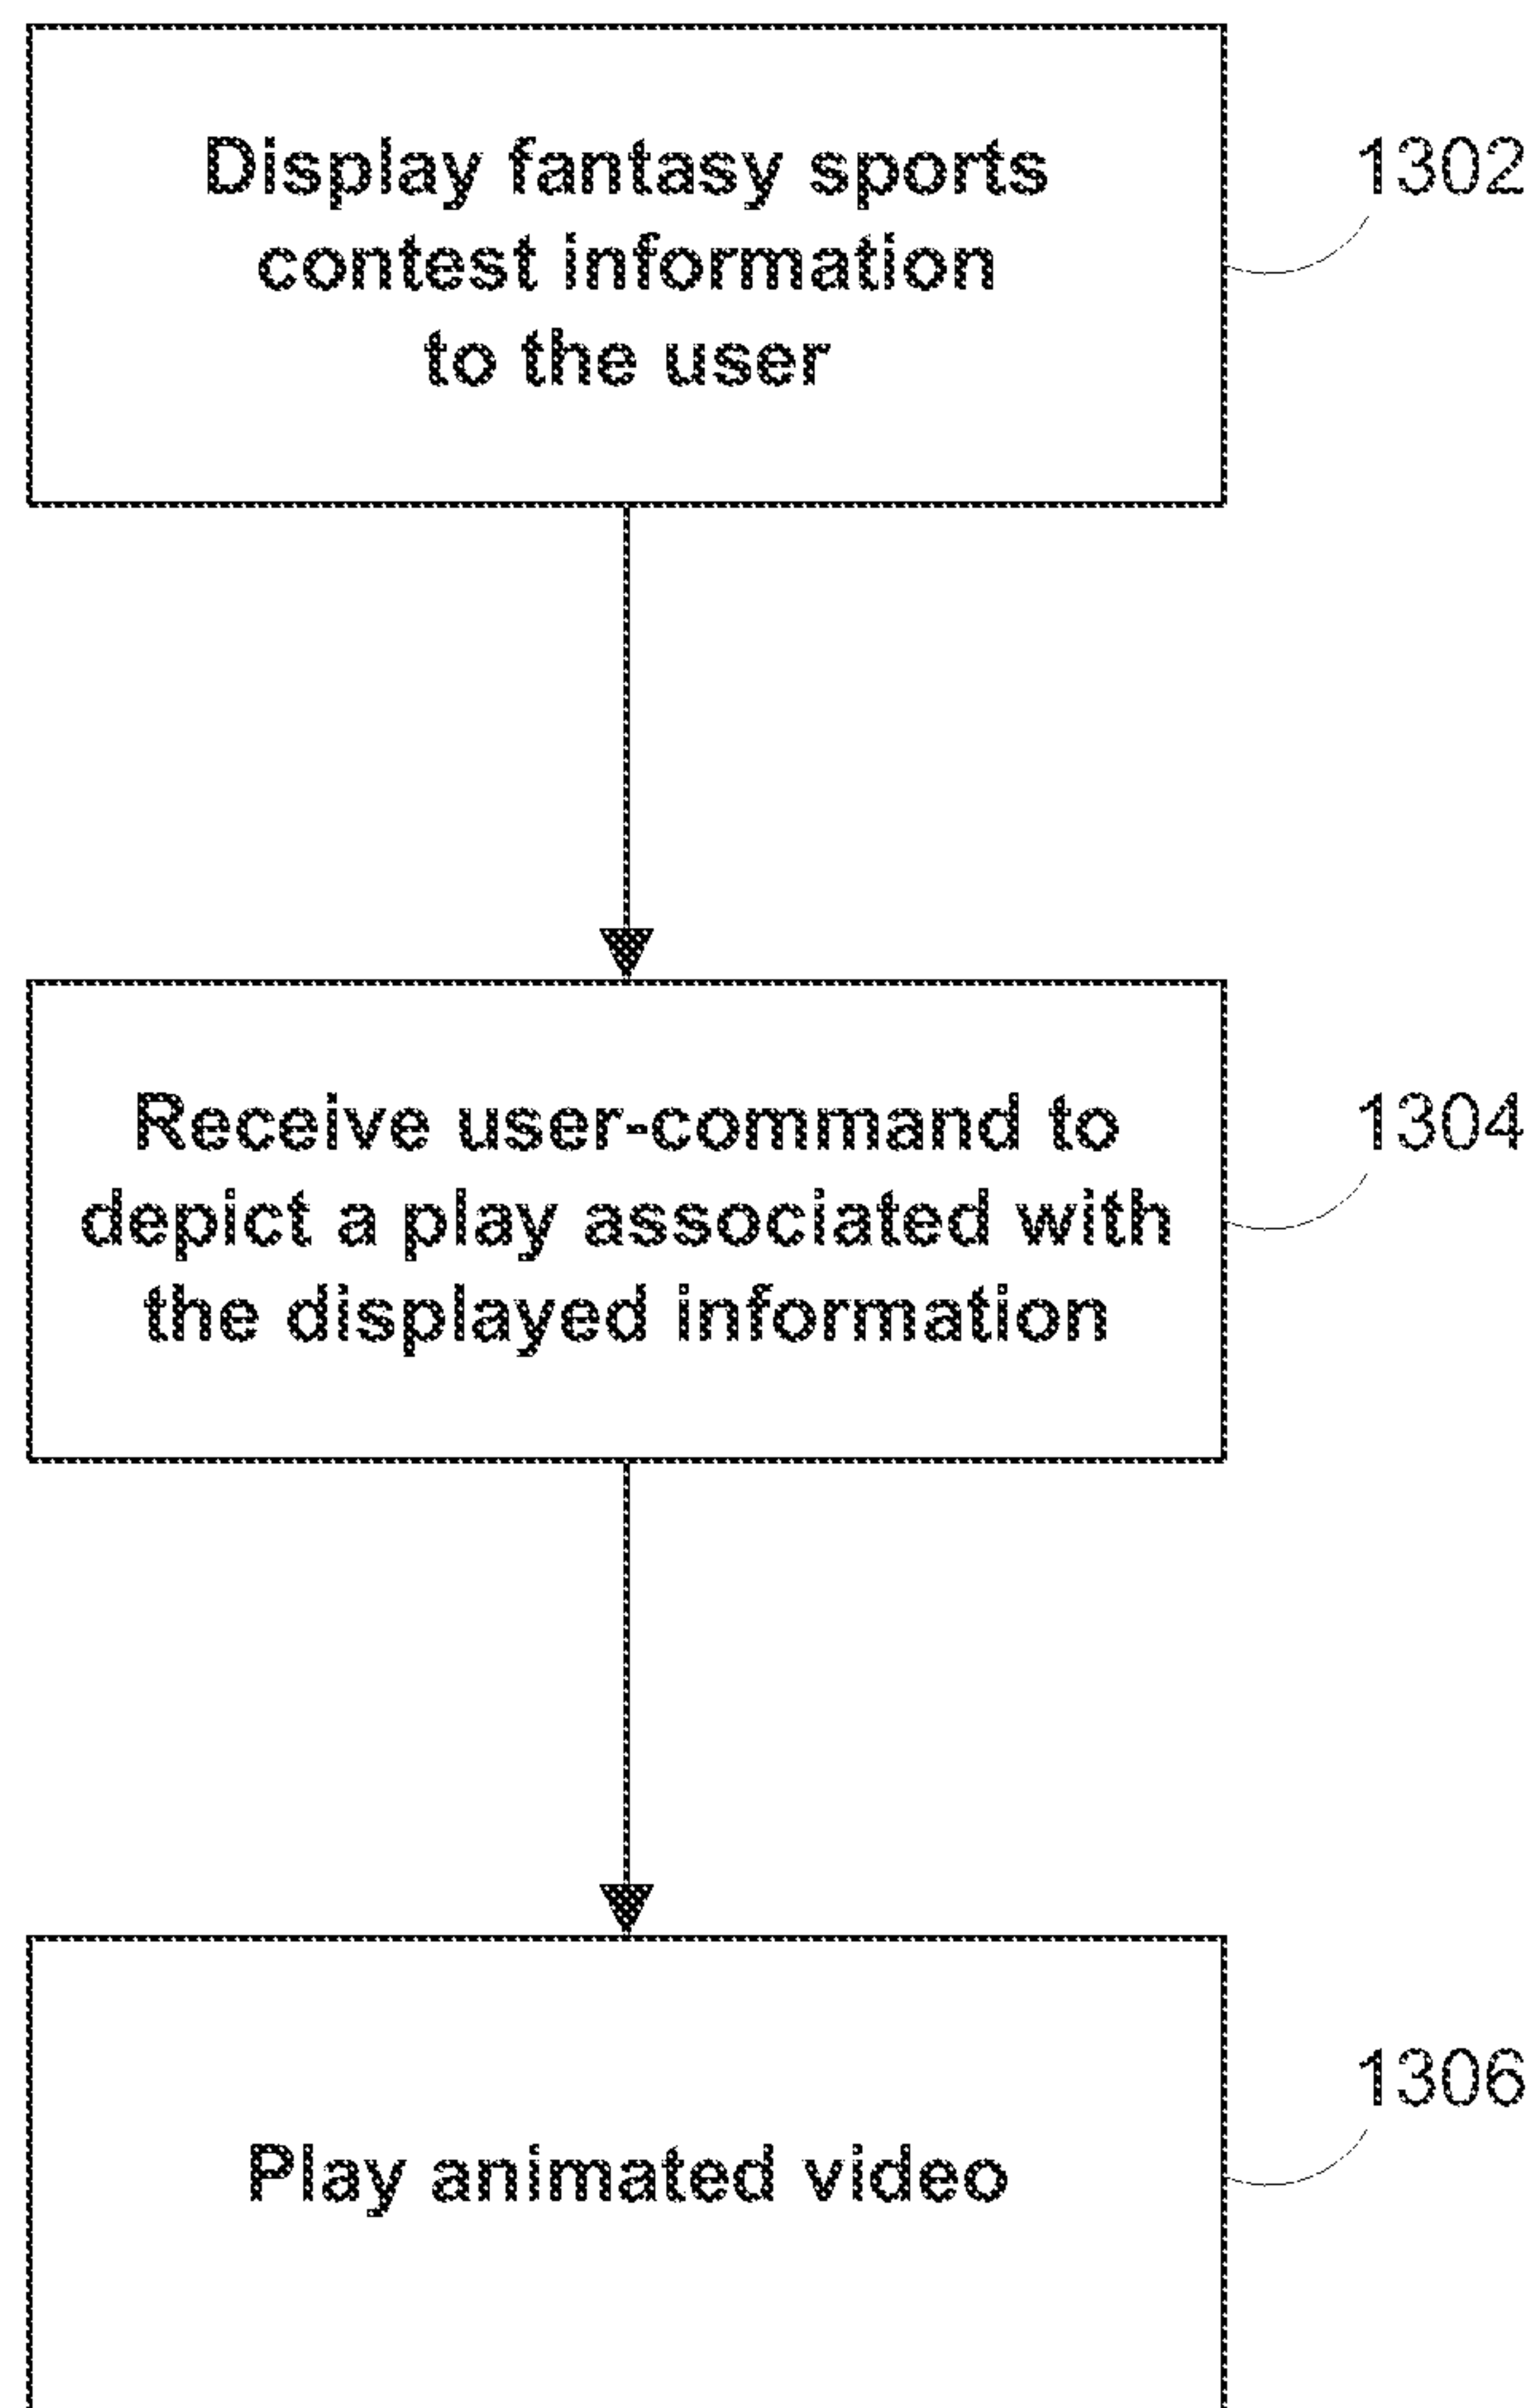 Display fantasy sports
contest information
to the user
1302
Receive user-command to
depict a play associated with
the displayed information
1304
Play animated video
1306